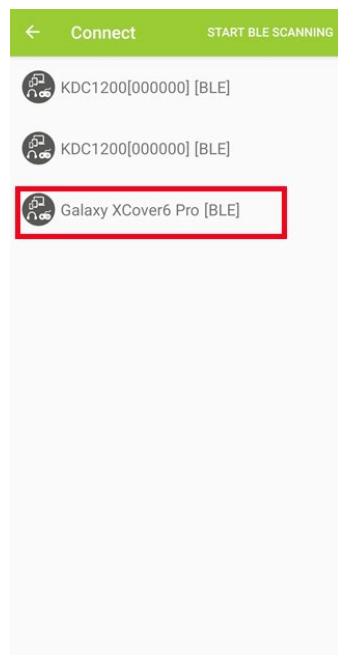 Connect
START BLE SCANNING
KDC1200[000000] [BLE]
KDC1200[000000] [BLE]
Galaxy XCover6 Pro [BLE]